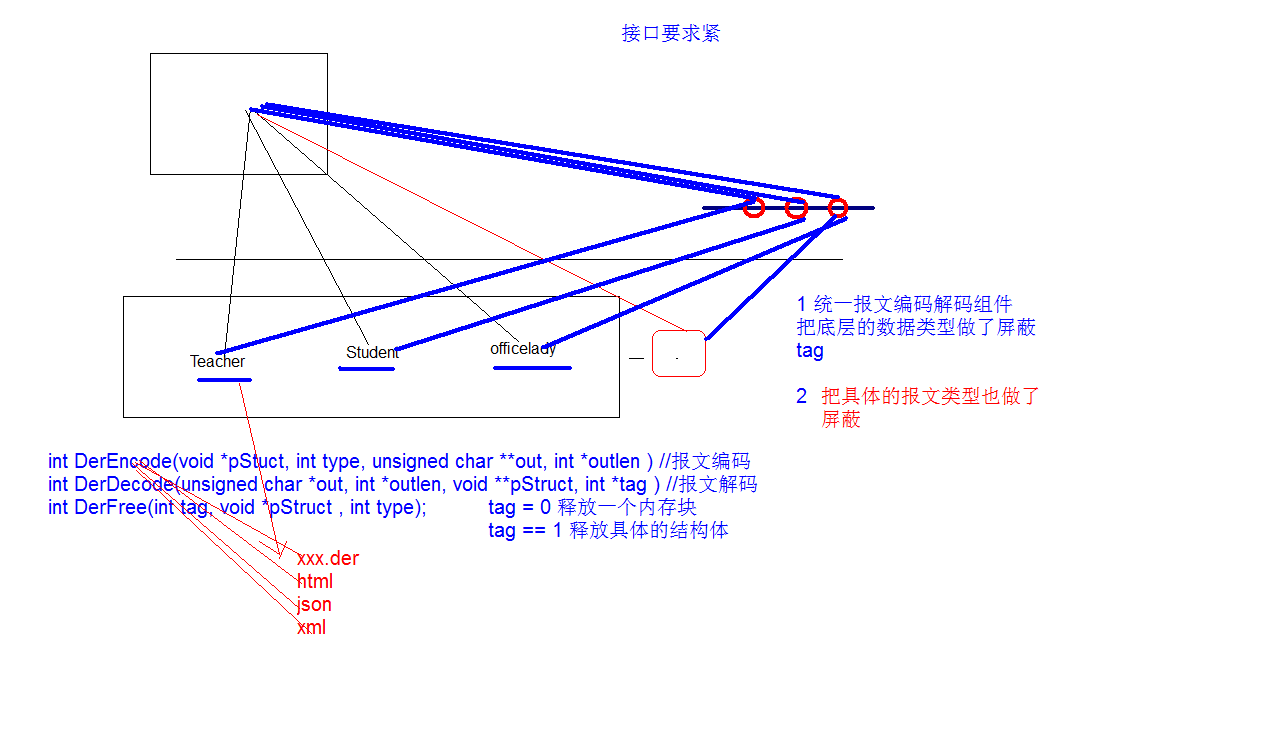 接口要求紧
1 统一报文编码解码组件
把底层的数据类型做了屏蔽
tag
Teacher
Student
officelady
2 把具体的报文类型也做了
屏蔽
int DerEncode(void *pStuct, int type, unsigned char **out, int *outlen ) //报文编码
int DerDecode(unsigned char *out, int *outlen, void **pStruct, int *tag ) //报文解码
int DerFree(int tag, void *pStruct , int type); tag = 0 释放一个内存块
tag == 1 释放具体的结构体
xxx.der
html
json
xml